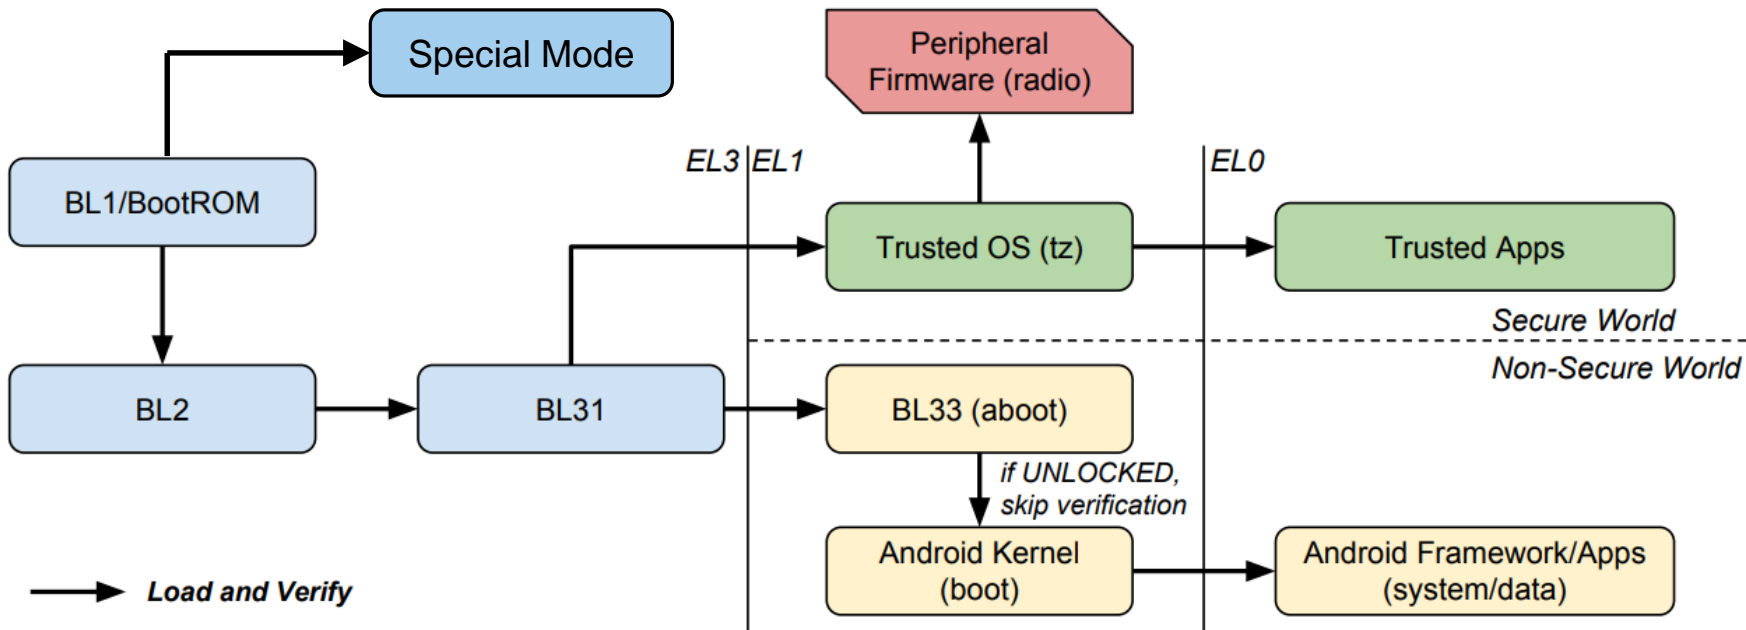 Special Mode
Peripheral
Firmware (radio)
EL3
EL1
EL0
BL1/BootROM
Trusted OS (tz)
Trusted Apps
Secure World
Non-Secure World
BL2
BL31
BL33 (aboot)
if UNLOCKED,
skip verification
Android Kernel
(boot)
Android Framework/Apps
(system/data)
Load and Verify